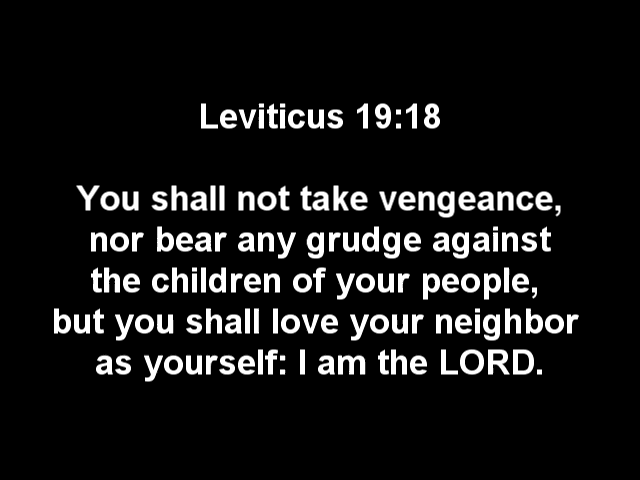 Leviticus 19:18
You shall not take vengeance,
nor bear any grudge against
the children of your people,
but you shall love your neighbor
as yourself: I am the LORD.